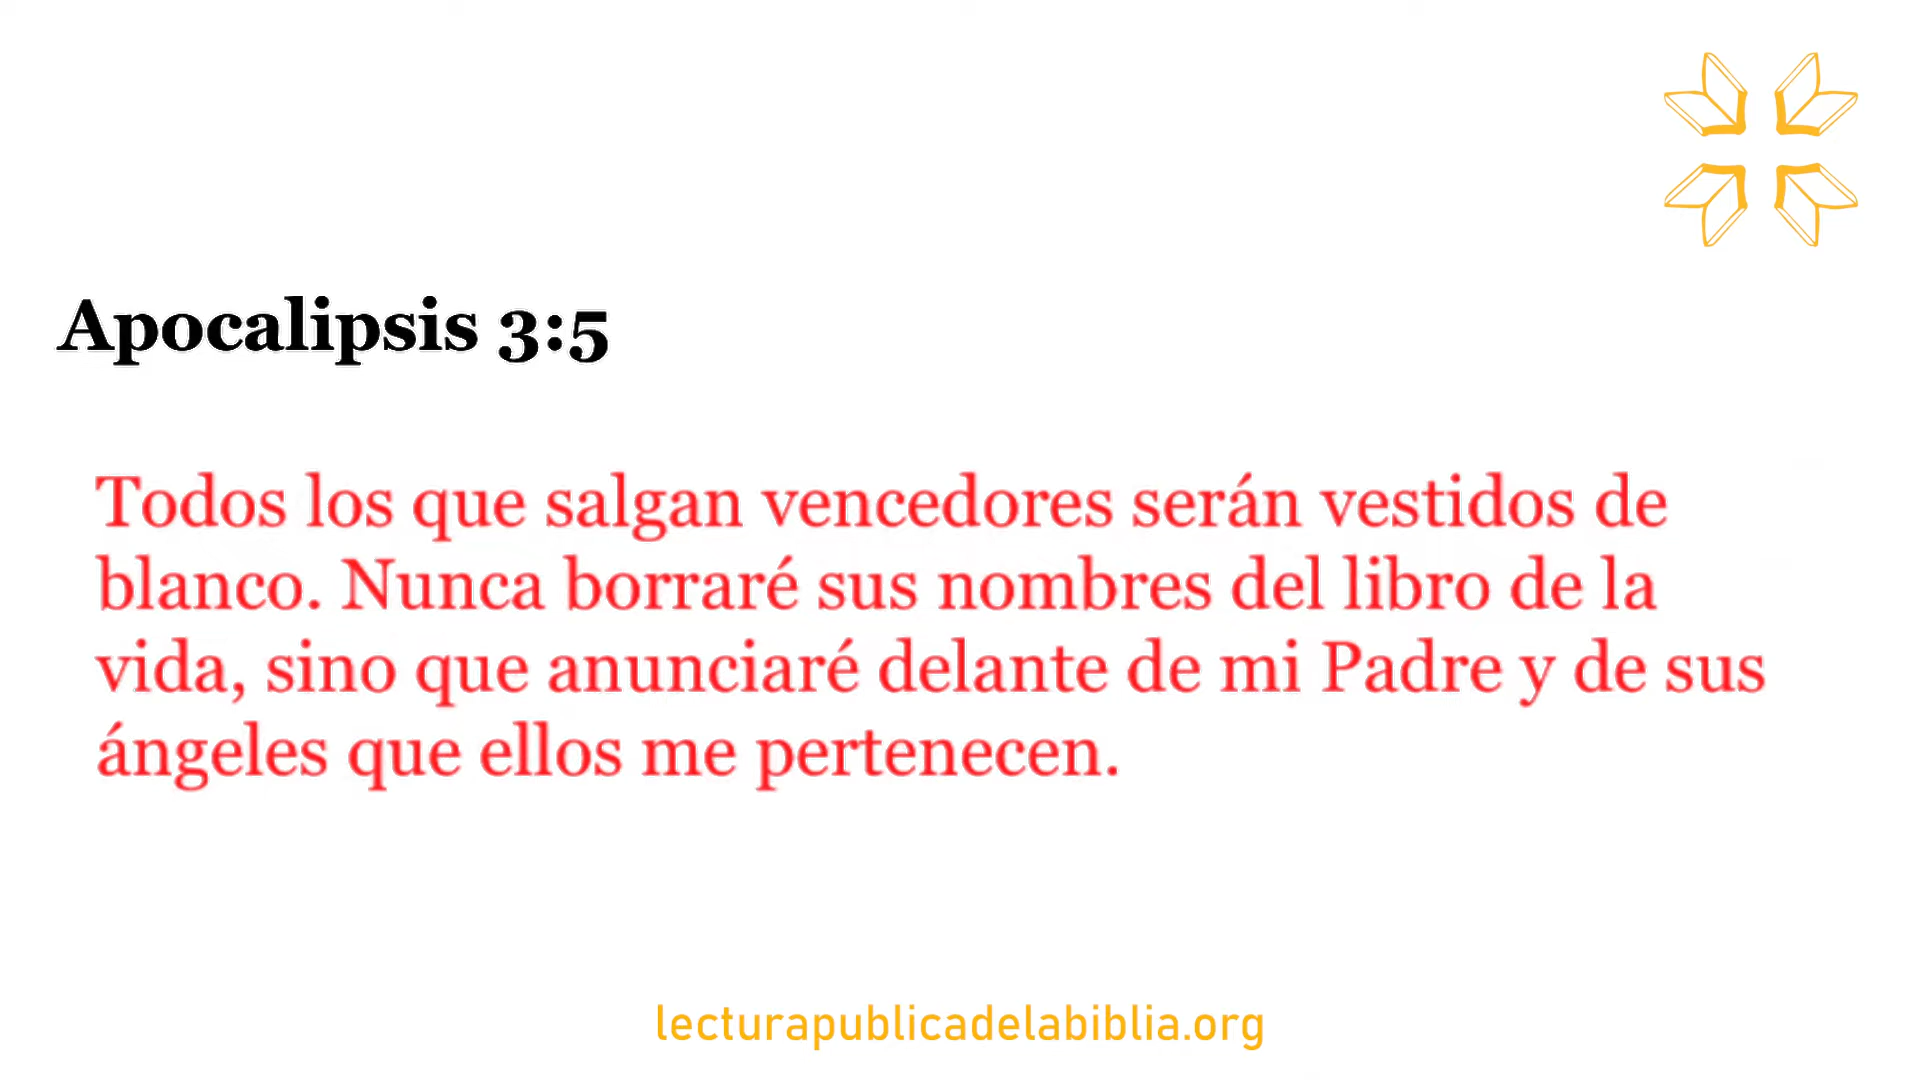 Apocalipsis 3:5
Todos los que salgan vencedores serán vestidos de
blanco. Nunca borraré sus nombres del libro de la
vida, sino que anunciaré delante de mi Padre y de sus
ángeles que ellos me pertenecen.
lecturapublicadelabiblia.org